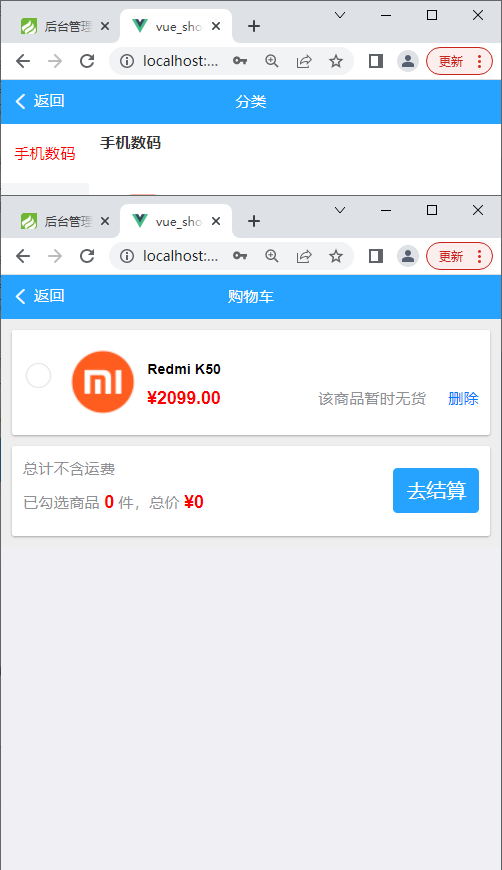 后台管理
vue_sho
localhost:...
更新
返回
分类
手机数码
手机数码
后台管理
vue_sho
localhost:...
更新
返回
购物车
Redmi K50
¥2099.00
该商品暂时无货
删除
总计不含运费
已勾选商品 0 件，总价 ¥0
去结算